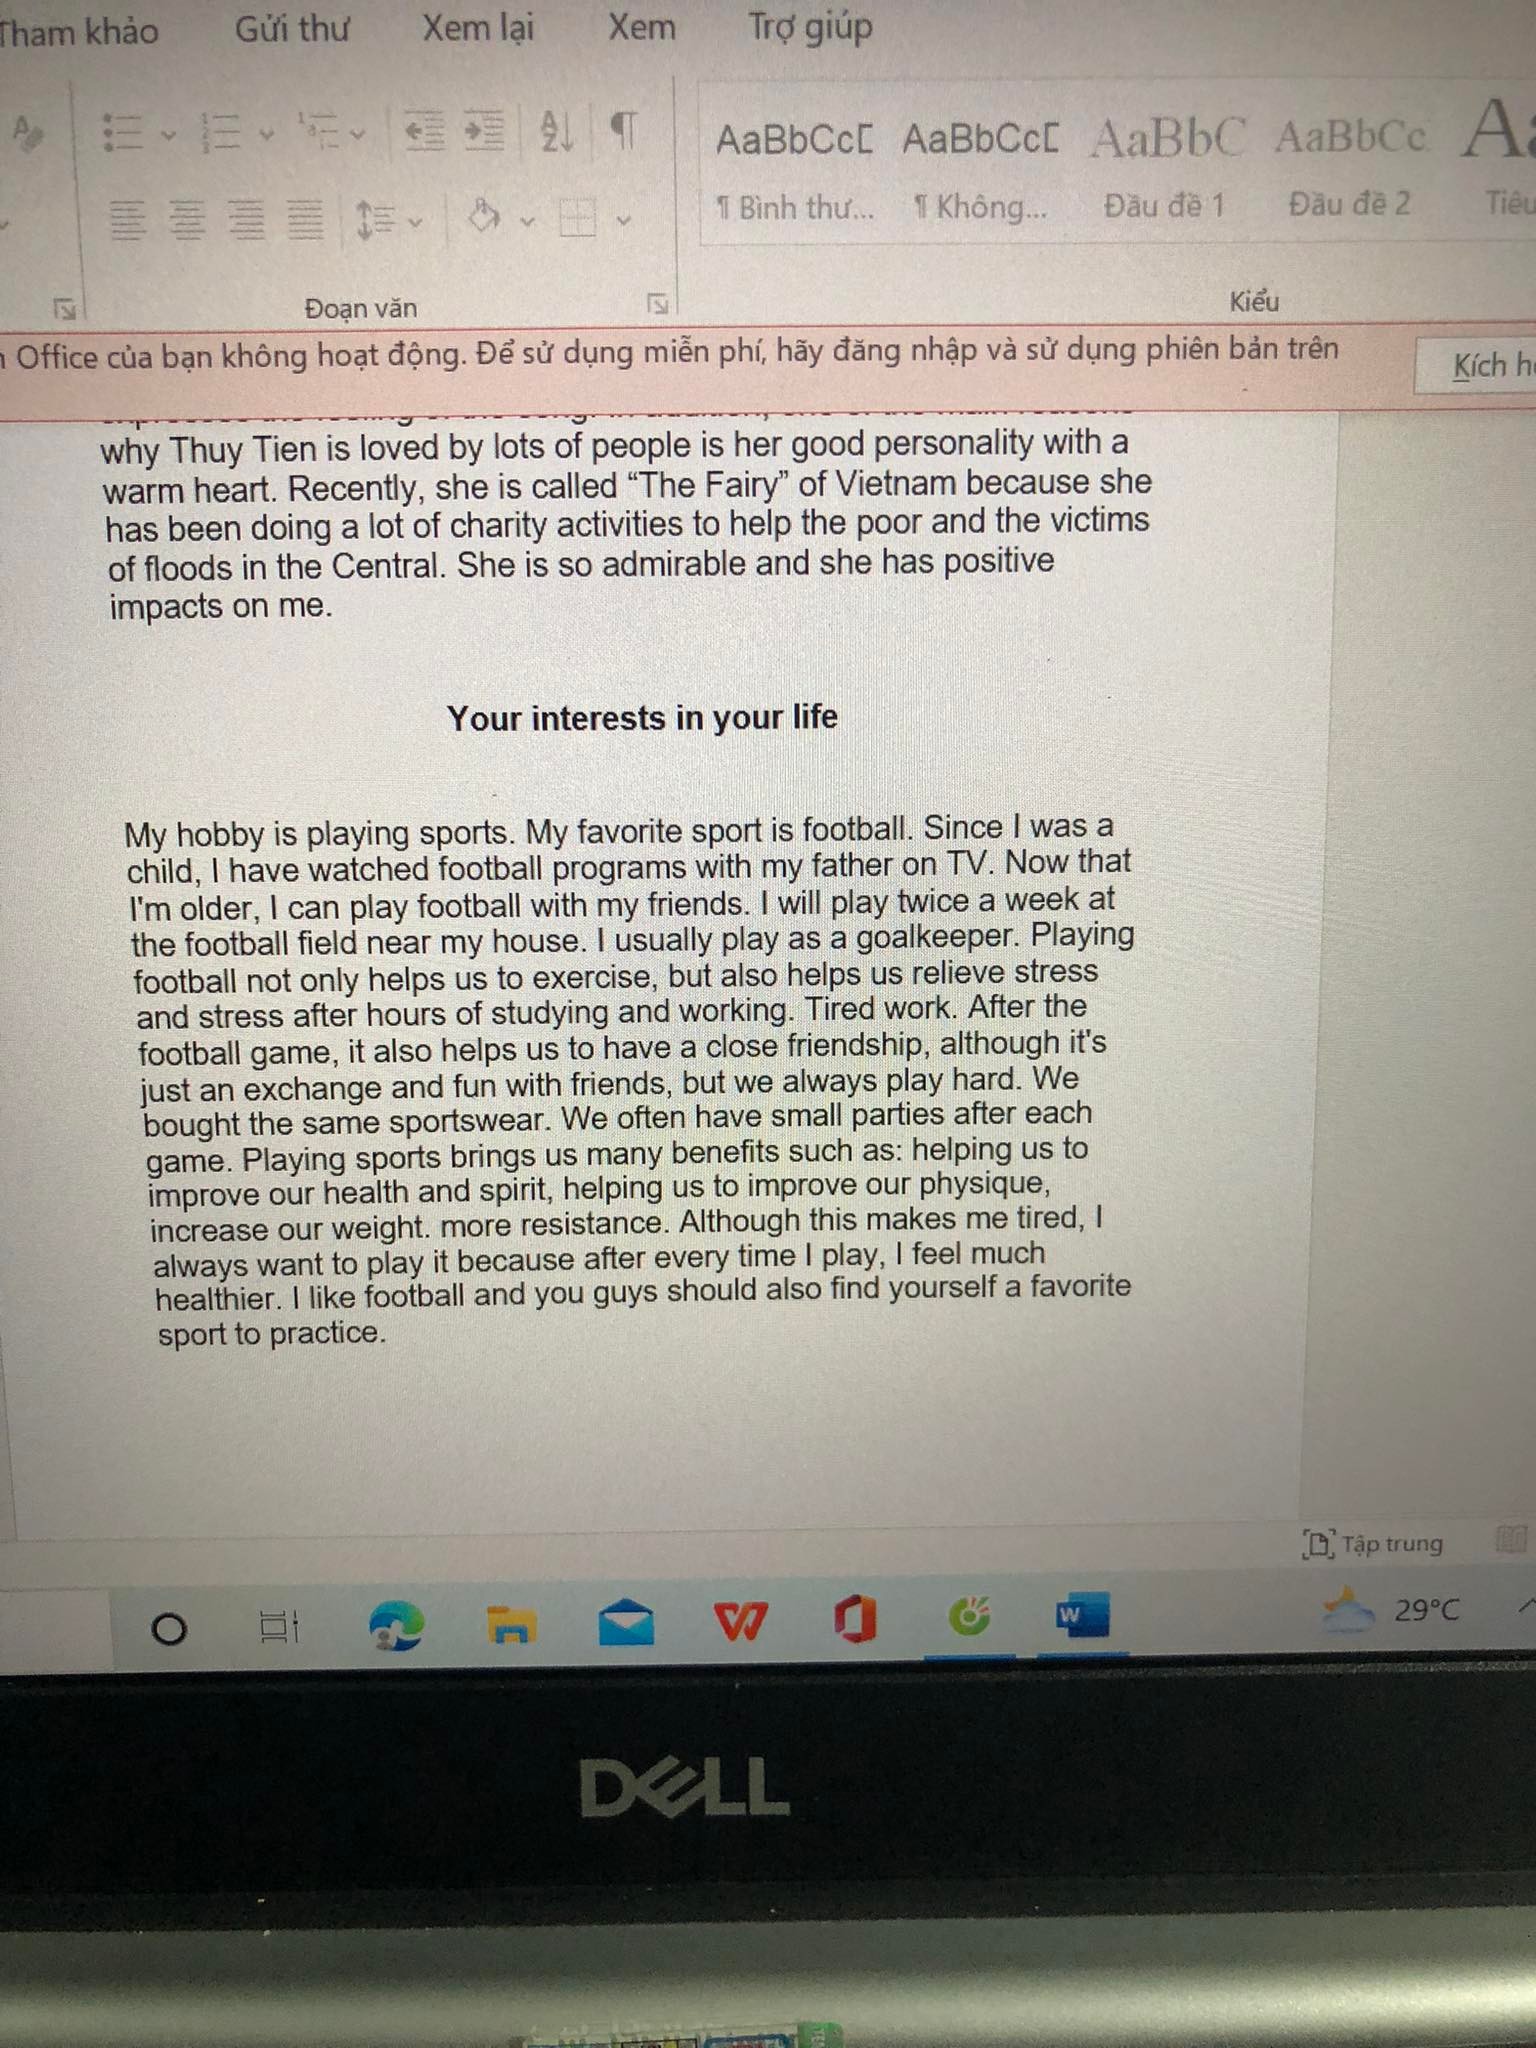 Tham khảo Gửi thư Xem lại Xem Trợ giúp
AaBbCcD AaBbCcD AaBbC AaBbCc
¶ Bình thư... ¶ Không... Đầu đề 1 Đầu đề 2 Tiêu
Đoạn văn Kiểu
Office của bạn không hoạt động. Để sử dụng miễn phí, hãy đăng nhập và sử dụng phiên bản trên Kích
why Thuy Tien is loved by lots of people is her good personality with a
warm heart. Recently, she is called “The Fairy” of Vietnam because she
has been doing a lot of charity activities to help the poor and the victims
of floods in the Central. She is so admirable and she has positive
impacts on me.
Your interests in your life
My hobby is playing sports. My favorite sport is football. Since I was a
child, I have watched football programs with my father on TV. Now that
I'm older, I can play football with my friends. I will play twice a week at
the football field near my house. I usually play as a goalkeeper. Playing
football not only helps us to exercise, but also helps us relieve stress
and stress after hours of studying and working. Tired work. After the
football game, it also helps us to have a close friendship, although it's
just an exchange and fun with friends, but we always play hard. We
bought the same sportswear. We often have small parties after each
game. Playing sports brings us many benefits such as: helping us to
improve our health and spirit, helping us to improve our physique,
increase our weight. more resistance. Although this makes me tired, I
always want to play it because after every time I play, I feel much
healthier. I like football and you guys should also find yourself a favorite
sport to practice.
Tập trung
29°C
DELL